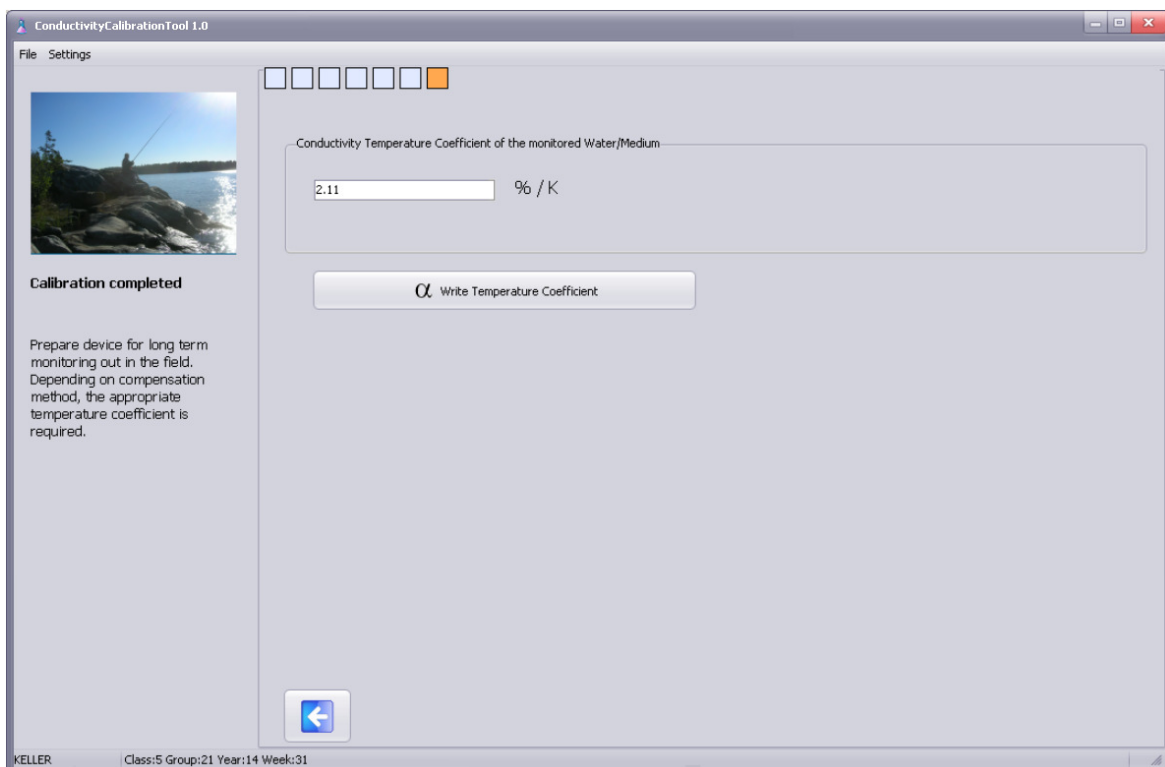 ConductivityCalibrationTool 1.0
File Settings
Conductivity Temperature Coefficient of the monitored Water/Medium
2.11 % / K
α Write Temperature Coefficient
Calibration completed
Prepare device for long term
monitoring out in the field.
Depending on compensation
method, the appropriate
temperature coefficient is
required.
KELLER Class:5 Group:21 Year:14 Week:31